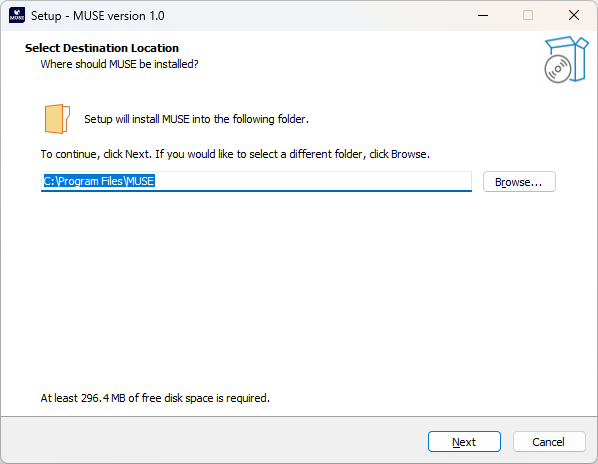 MUSE
Setup - MUSE version 1.0
Select Destination Location
Where should MUSE be installed?
Setup will install MUSE into the following folder.
To continue, click Next. If you would like to select a different folder, click Browse.
C:\Program Files\MUSE
Browse...
At least 296.4 MB of free disk space is required.
Next
Cancel